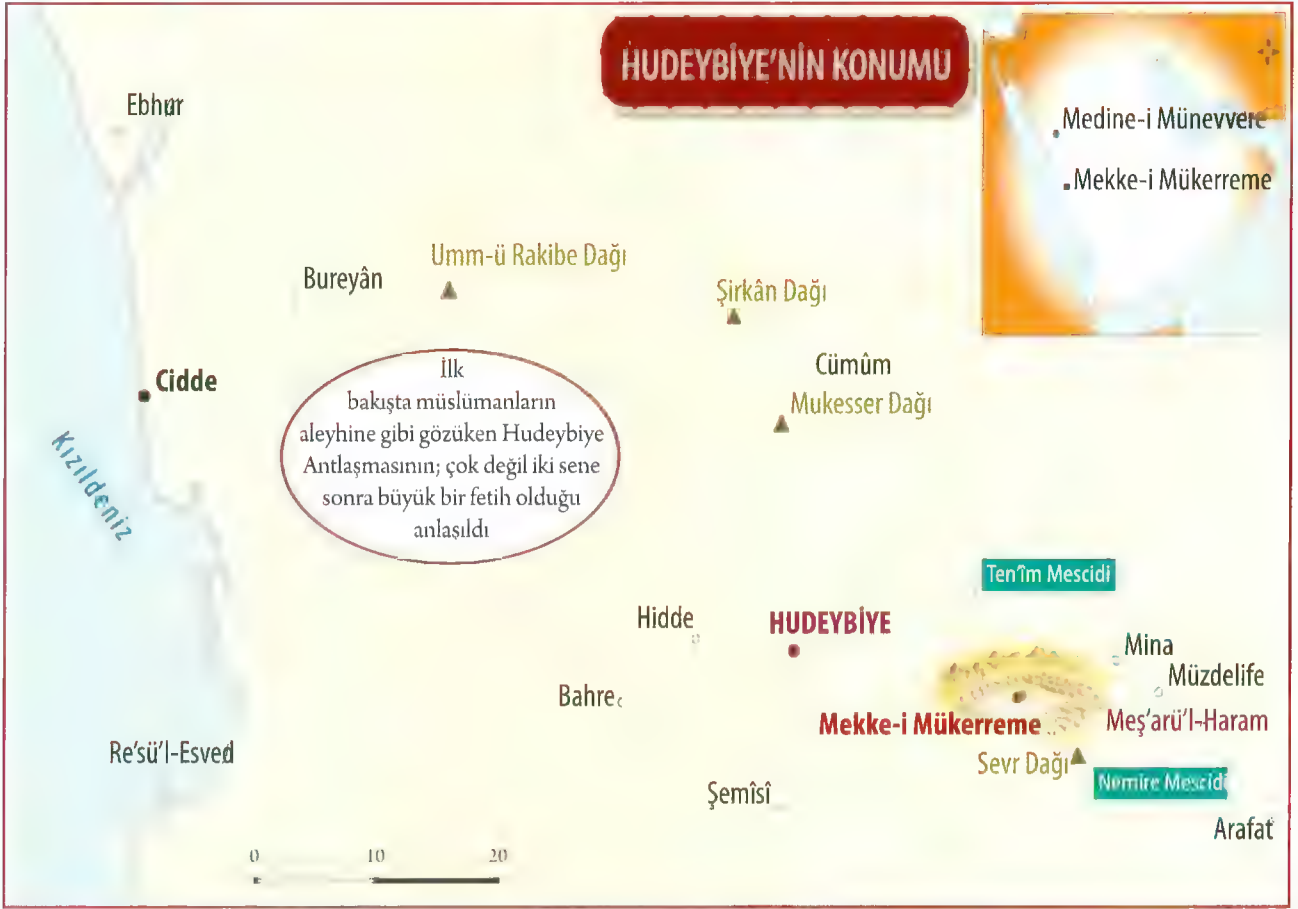 HUDEYBİYE'NİN KONUMU
Ebhur
Medine-i Münevvere
Mekke-i Mükerreme
Umm-ü Rakibe Dağı
Bureyân
Şirkân Dağı
Cümûm
Cidde
Mukesser Dağı
İlk
bakışta müslümanların
aleyhine gibi gözüken Hudeybiye
Antlaşmasının; çok değil iki sene
sonra büyük bir fetih olduğu
anlaşıldı
Kızıldeniz
Ten'îm Mescidi
Hidde
HUDEYBİYE
Mina
Müzdelife
Bahre
Mekke-i Mükerreme
Meş'arü'l-Haram
Re'sü'l-Esved
Sevr Dağı
Nemire Mescidi
Şemîsî
Arafat
0 10 20